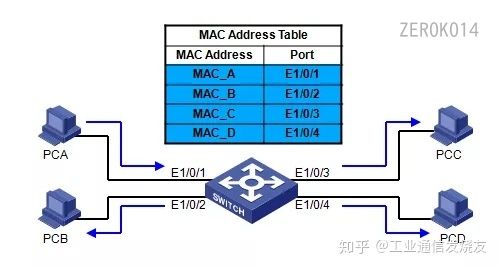 MAC Address Table
ZEROK014
MAC Address Port
MAC_A E1/0/1
MAC_B E1/0/2
MAC_C E1/0/3
MAC_D E1/0/4
PCA
PCC
E1/0/1
E1/0/3
SWITCH
E1/0/2
E1/0/4
PCB
PCD
知乎 @工业通信发烧友